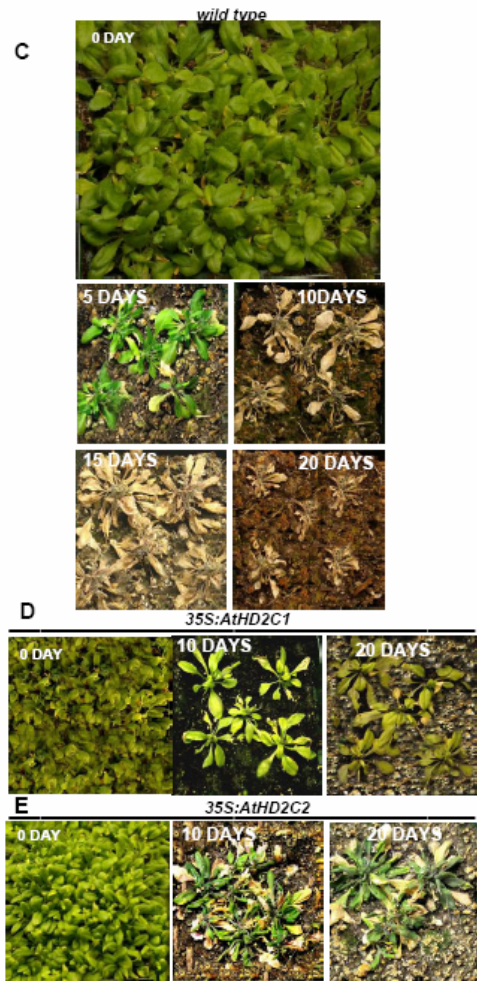 wild type
C
0 DAY
5 DAYS
10DAYS
15 DAYS
20 DAYS
D
35S:AtHD2C1
0 DAY
10 DAYS
20 DAYS
E
35S:AtHD2C2
0 DAY
10 DAYS
20 DAYS